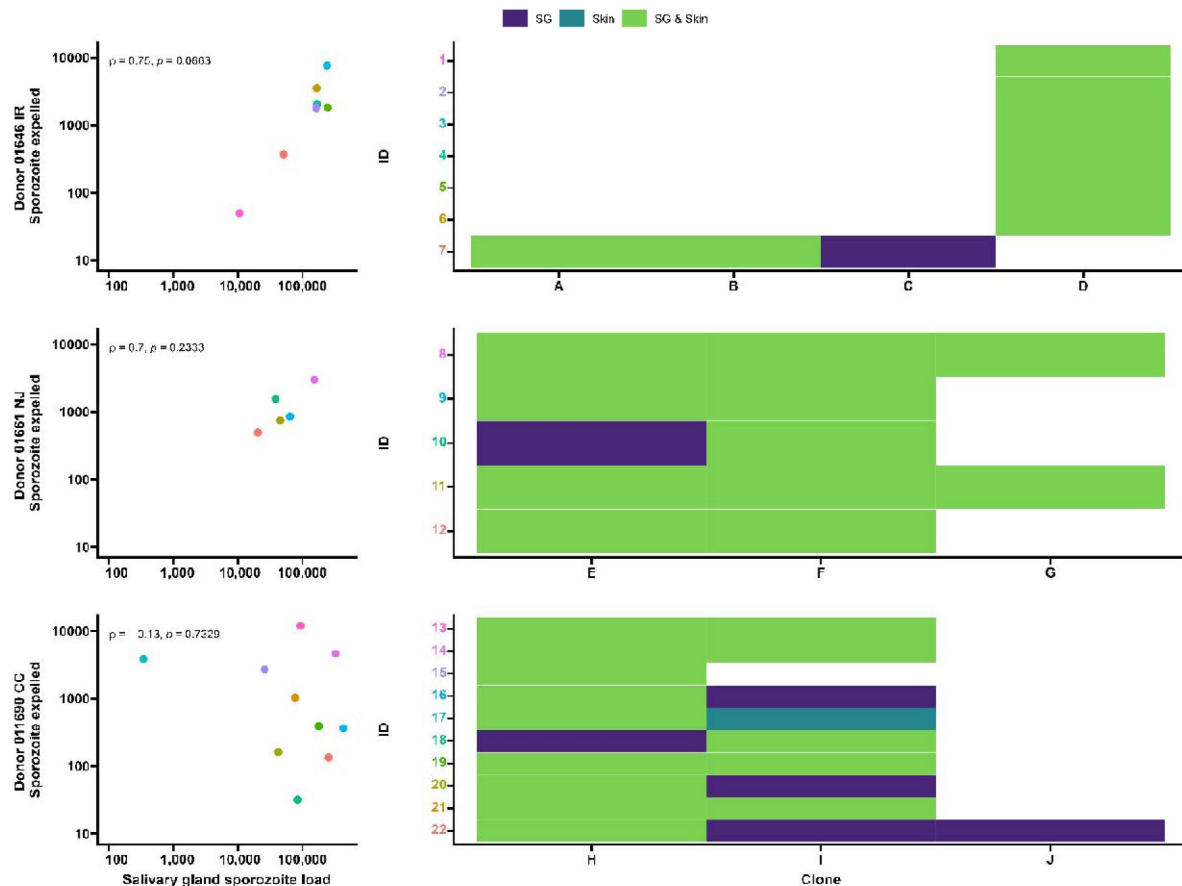 SG Skin SG & Skin
Donor 01646 IR
Sporozoite expelled
10000
1000
100
10
ρ = 0.75, p = 0.0663
100 1,000 10,000 100,000
ID
1
2
3
4
5
6
7
A B C D
Donor 01661 NJ
Sporozoite expelled
10000
1000
100
10
ρ = 0.7, p = 0.2333
100 1,000 10,000 100,000
ID
8
9
10
11
12
E F G
Donor 011690 CC
Sporozoite expelled
10000
1000
100
10
ρ = 0.13, p = 0.7329
100 1,000 10,000 100,000
Salivary gland sporozoite load
ID
13
14
15
16
17
18
19
20
21
22
H I J
Clone